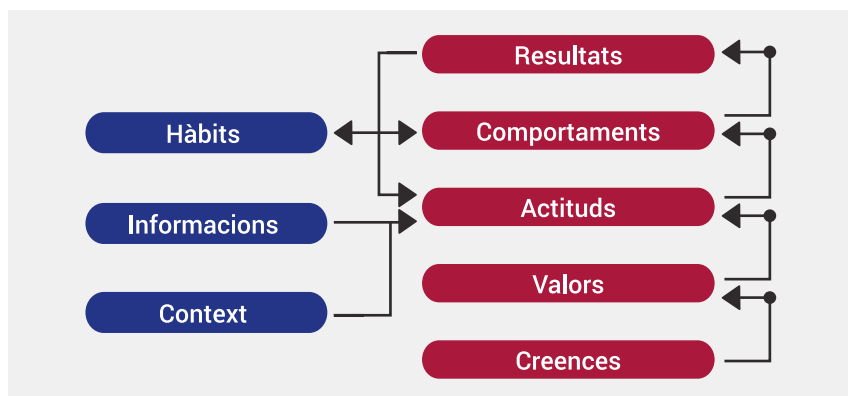 Resultats
Hàbits
Comportaments
Informacions
Actituds
Valors
Context
Creences